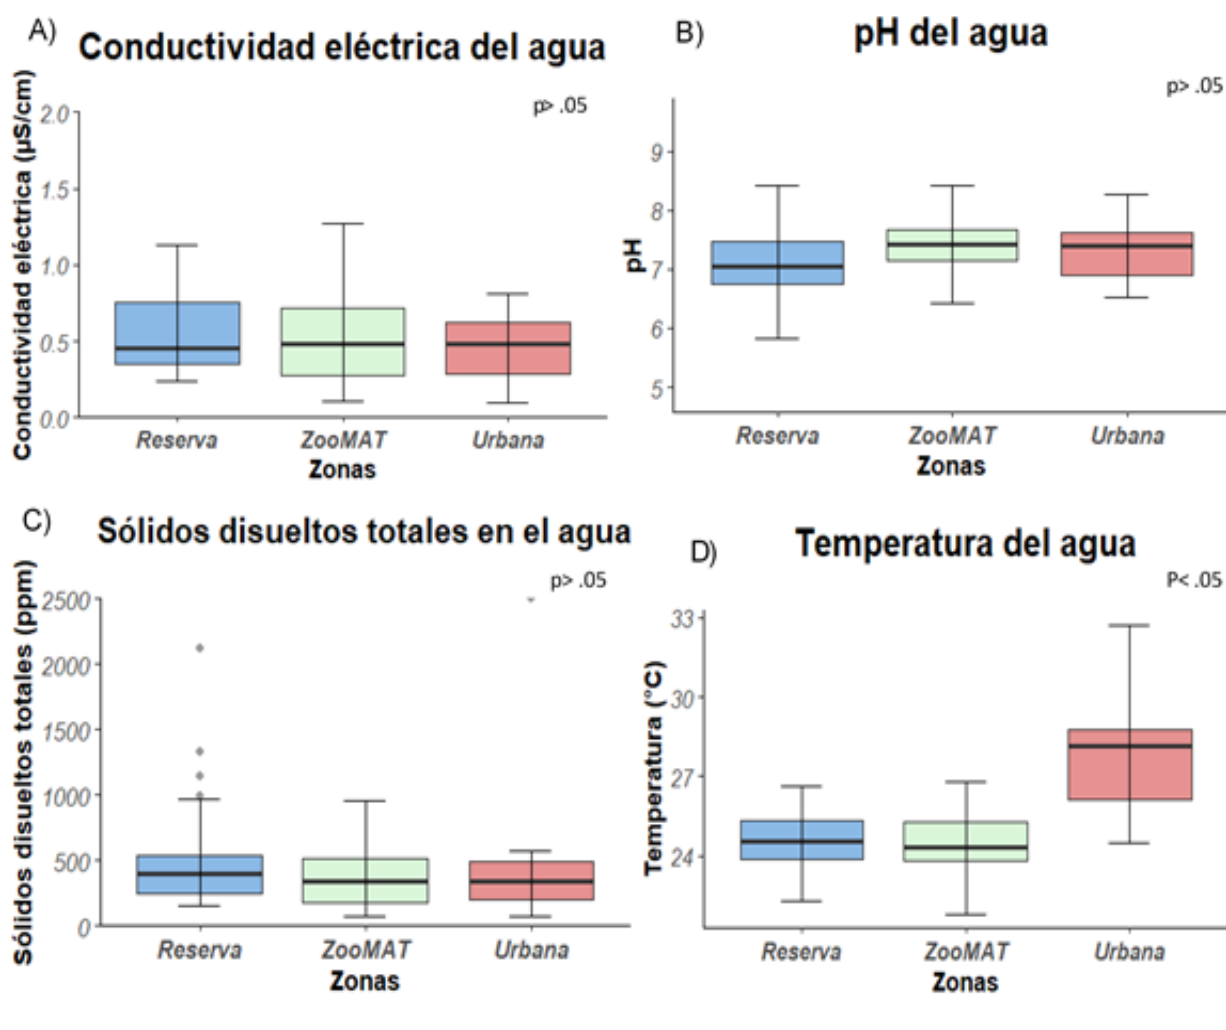 A)
Conductividad eléctrica del agua
p> .05
Conductividad eléctrica (µS/cm)
2.0
1.5
1.0
0.5
0.0
Reserva ZooMAT Urbana
Zonas
B)
pH del agua
p> .05
pH
9
8
7
6
5
Reserva ZooMAT Urbana
Zonas
C)
Sólidos disueltos totales en el agua
p> .05
Sólidos disueltos totales (ppm)
2500
2000
1500
1000
500
0
Reserva ZooMAT Urbana
Zonas
D)
Temperatura del agua
P< .05
Temperatura (°C)
33
30
27
24
Reserva ZooMAT Urbana
Zonas